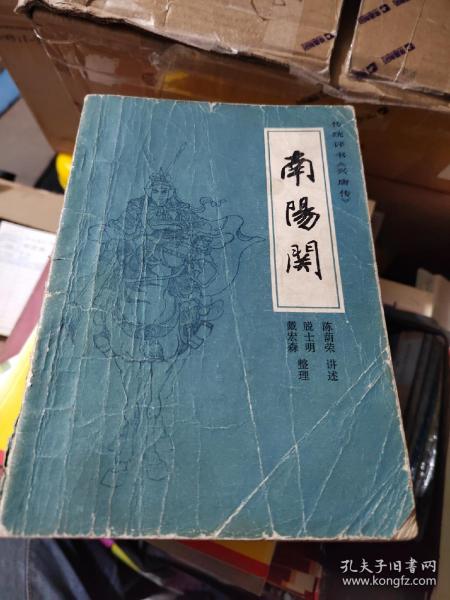 传统评书《兴唐传》
南陽関
陈荫荣 讲述
脱士明
戴宏森 整理
孔夫子旧书网
www.kongfz.com